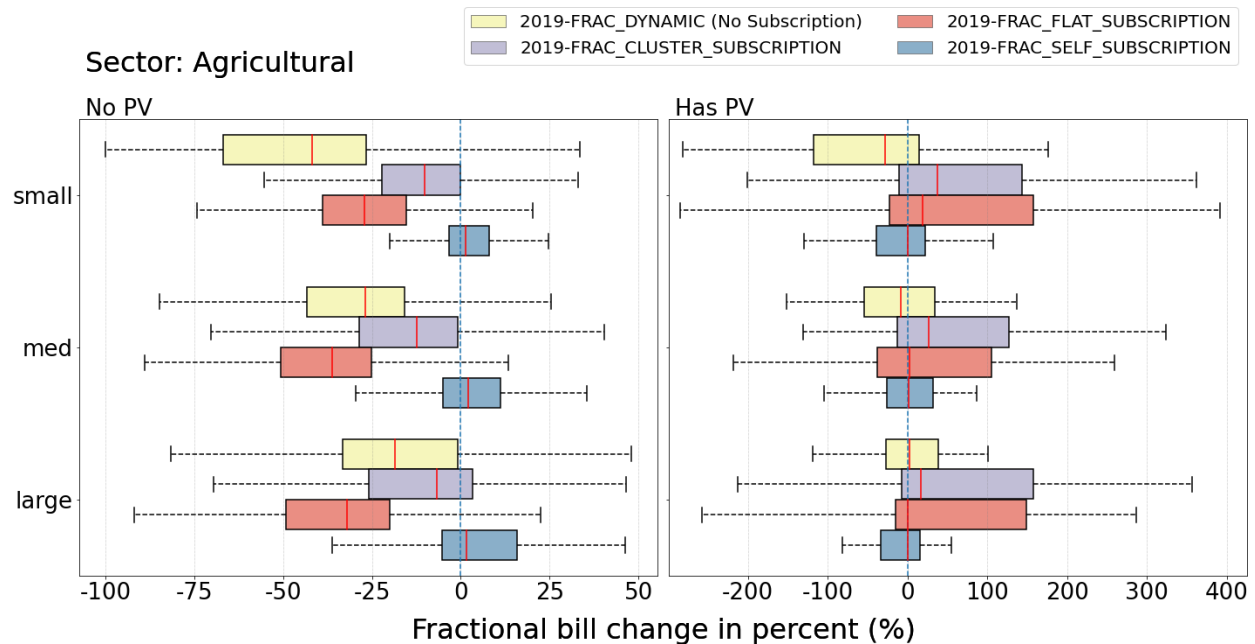 2019-FRAC_DYNAMIC (No Subscription)
2019-FRAC_CLUSTER_SUBSCRIPTION
2019-FRAC_FLAT_SUBSCRIPTION
2019-FRAC_SELF_SUBSCRIPTION
Sector: Agricultural
No PV
Has PV
small
med
large
-100 -75 -50 -25 0 25 50
-200 -100 0 100 200 300 400
Fractional bill change in percent (%)